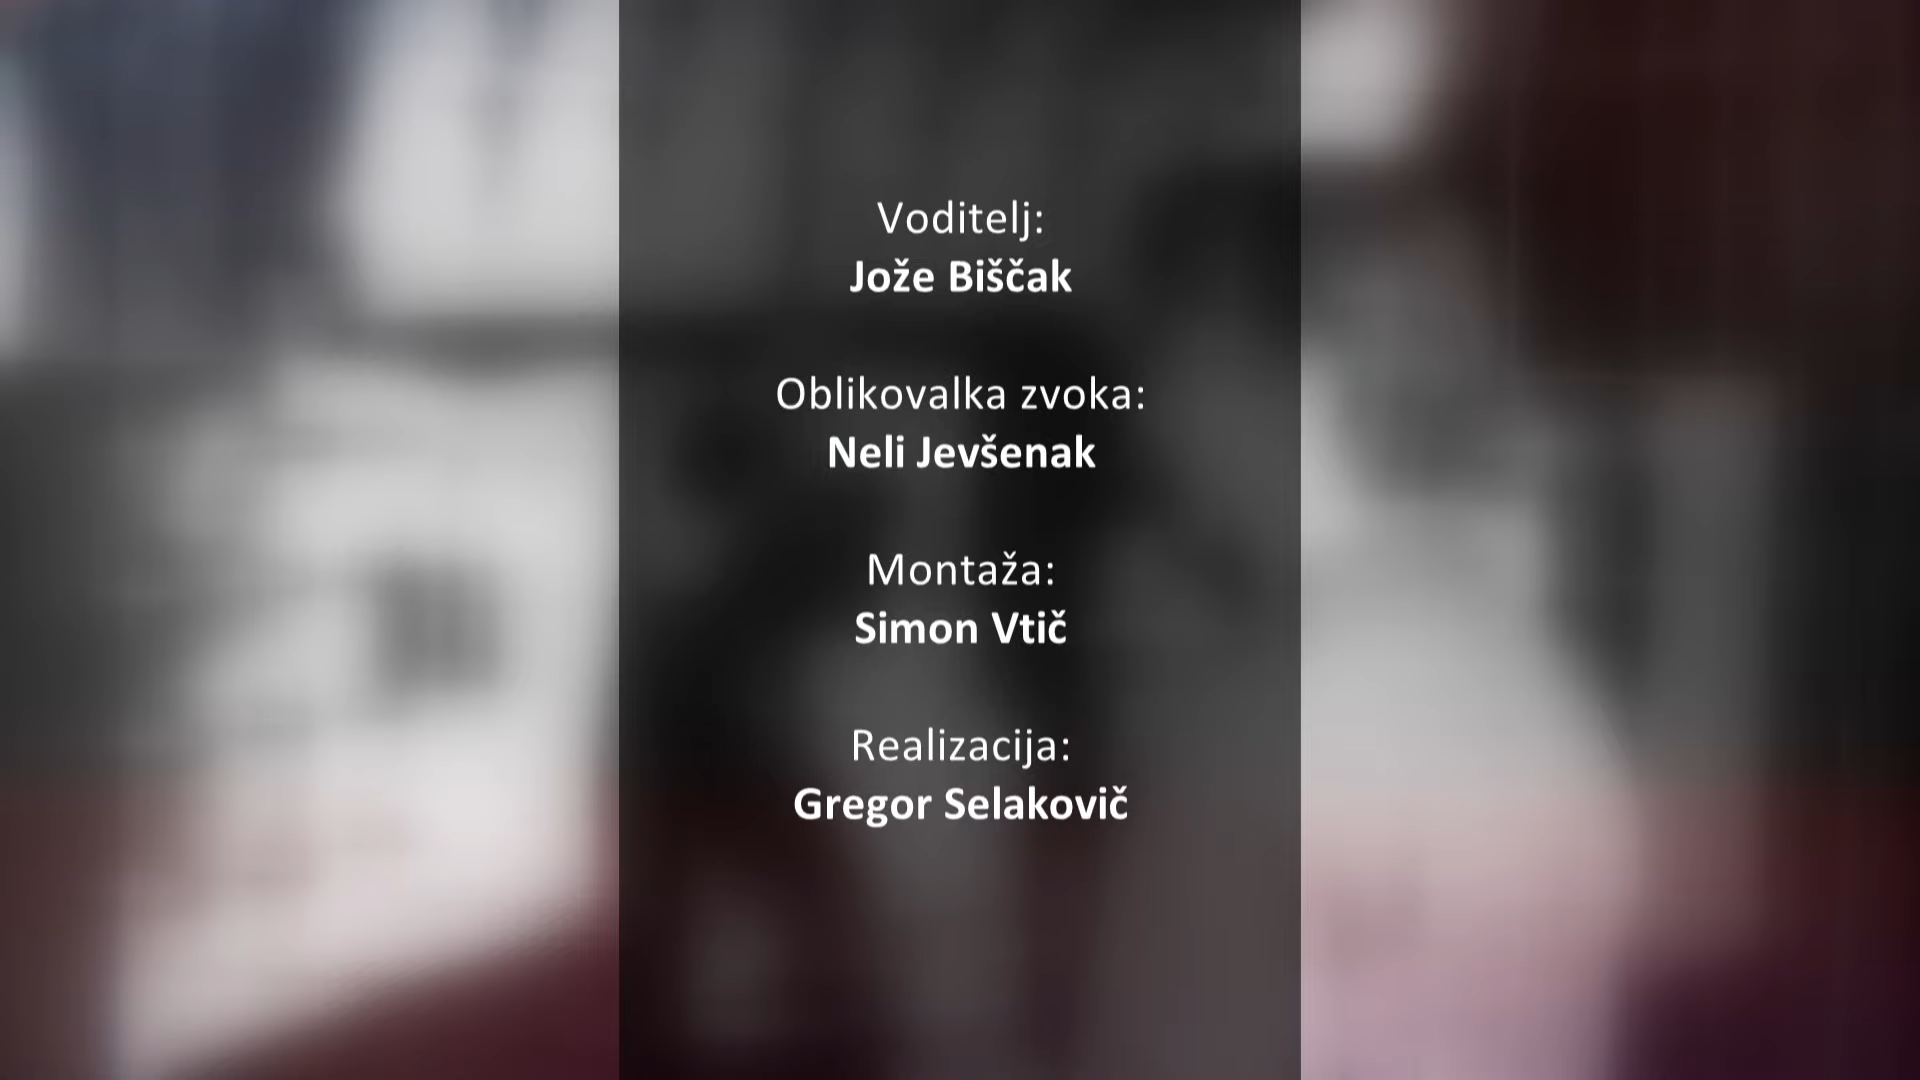 Voditelj:
Jože Biščak
Oblikovalka zvoka:
Neli Jevšenak
Montaža:
Simon Vtič
Realizacija:
Gregor Selakovič